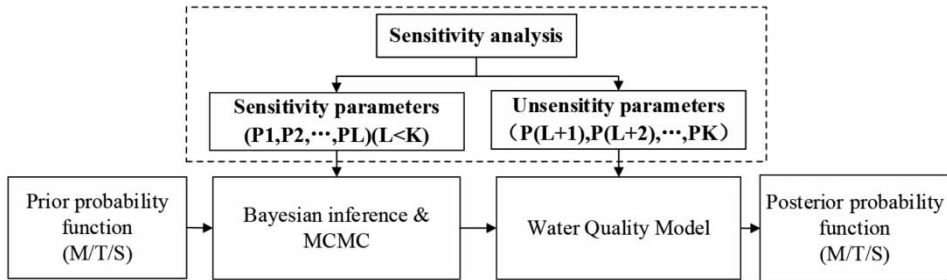 Sensitivity analysis
Sensitivity parameters
(P1,P2,⋯,PL)(L<K)
Unsensitity parameters
（P(L+1),P(L+2),⋯,PK）
Prior probability
function
(M/T/S)
Bayesian inference &
MCMC
Water Quality Model
Posterior probability
function
(M/T/S)